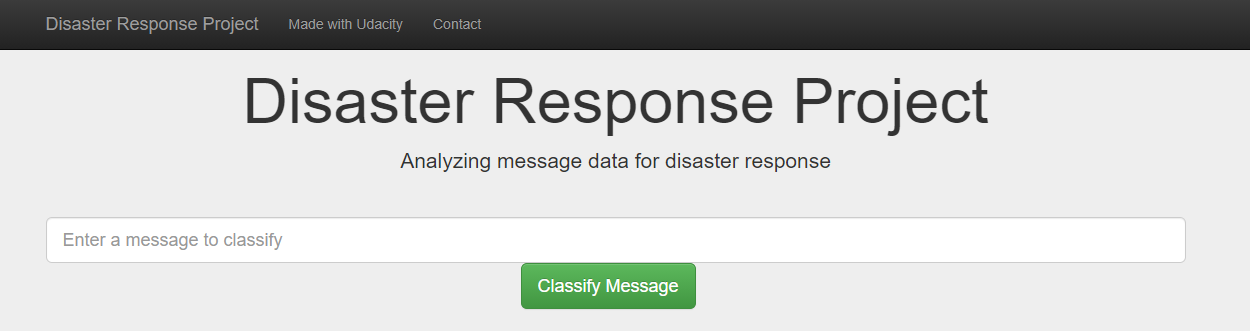 Disaster Response Project Made with Udacity Contact
Disaster Response Project
Analyzing message data for disaster response
Enter a message to classify
Classify Message